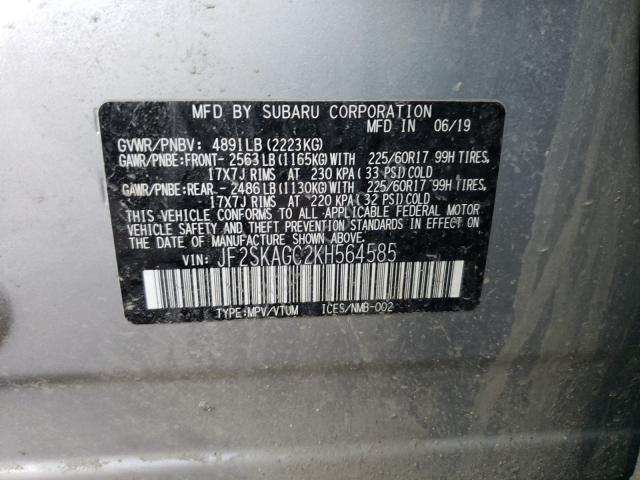 MFD BY SUBARU CORPORATION
MFD IN 06/19
GVWR/PNBV: 4891LB(2223KG)
GAWR/PNBE:FRONT- 2563LB(1165KG)WITH 225/60R17 99H TIRES,
17X7J RIMS AT 230 KPA(33 PSI)COLD
GAWR/PNBE:REAR - 2486LB(1130KG)WITH 225/60R17 99H TIRES,
17X7J RIMS AT 220 KPA(32 PSI)COLD
THIS VEHICLE CONFORMS TO ALL APPLICABLE FEDERAL MOTOR
VEHICLE SAFETY AND THEFT PREVENTION STANDARDS IN EFFECT ON
THE DATE OF MANUFACTURE SHOWN ABOVE.
VIN: JF2SKAGC2KH564585
TYPE:MPV/VTUM ICES/NMB-002